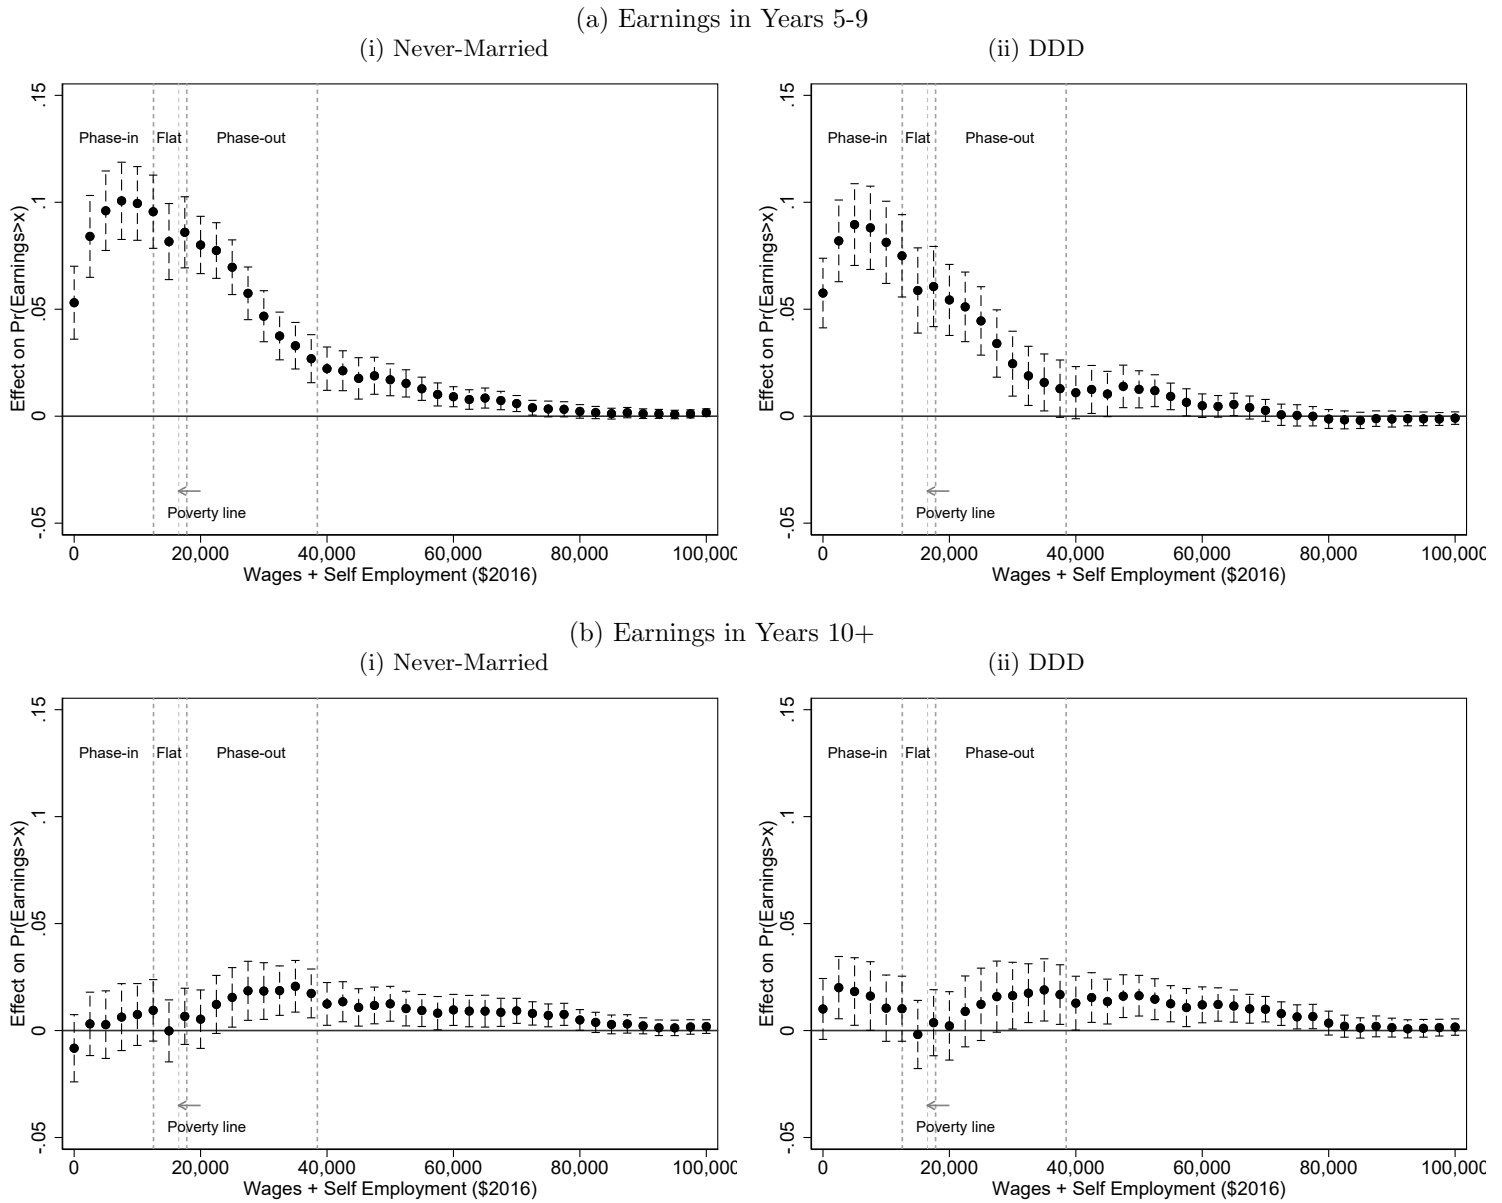 (a) Earnings in Years 5-9
(i) Never-Married
(ii) DDD
Effect on Pr(Earnings>x)
.15
.1
.05
0
-.05
Phase-in
Flat
Phase-out
Poverty line
0
20,000
40,000
60,000
80,000
100,000
Wages + Self Employment ($2016)
Effect on Pr(Earnings>x)
.15
.1
.05
0
-.05
Phase-in
Flat
Phase-out
Poverty line
0
20,000
40,000
60,000
80,000
100,000
Wages + Self Employment ($2016)
(b) Earnings in Years 10+
(i) Never-Married
(ii) DDD
Effect on Pr(Earnings>x)
.15
.1
.05
0
-.05
Phase-in
Flat
Phase-out
Poverty line
0
20,000
40,000
60,000
80,000
100,000
Wages + Self Employment ($2016)
Effect on Pr(Earnings>x)
.15
.1
.05
0
-.05
Phase-in
Flat
Phase-out
Poverty line
0
20,000
40,000
60,000
80,000
100,000
Wages + Self Employment ($2016)